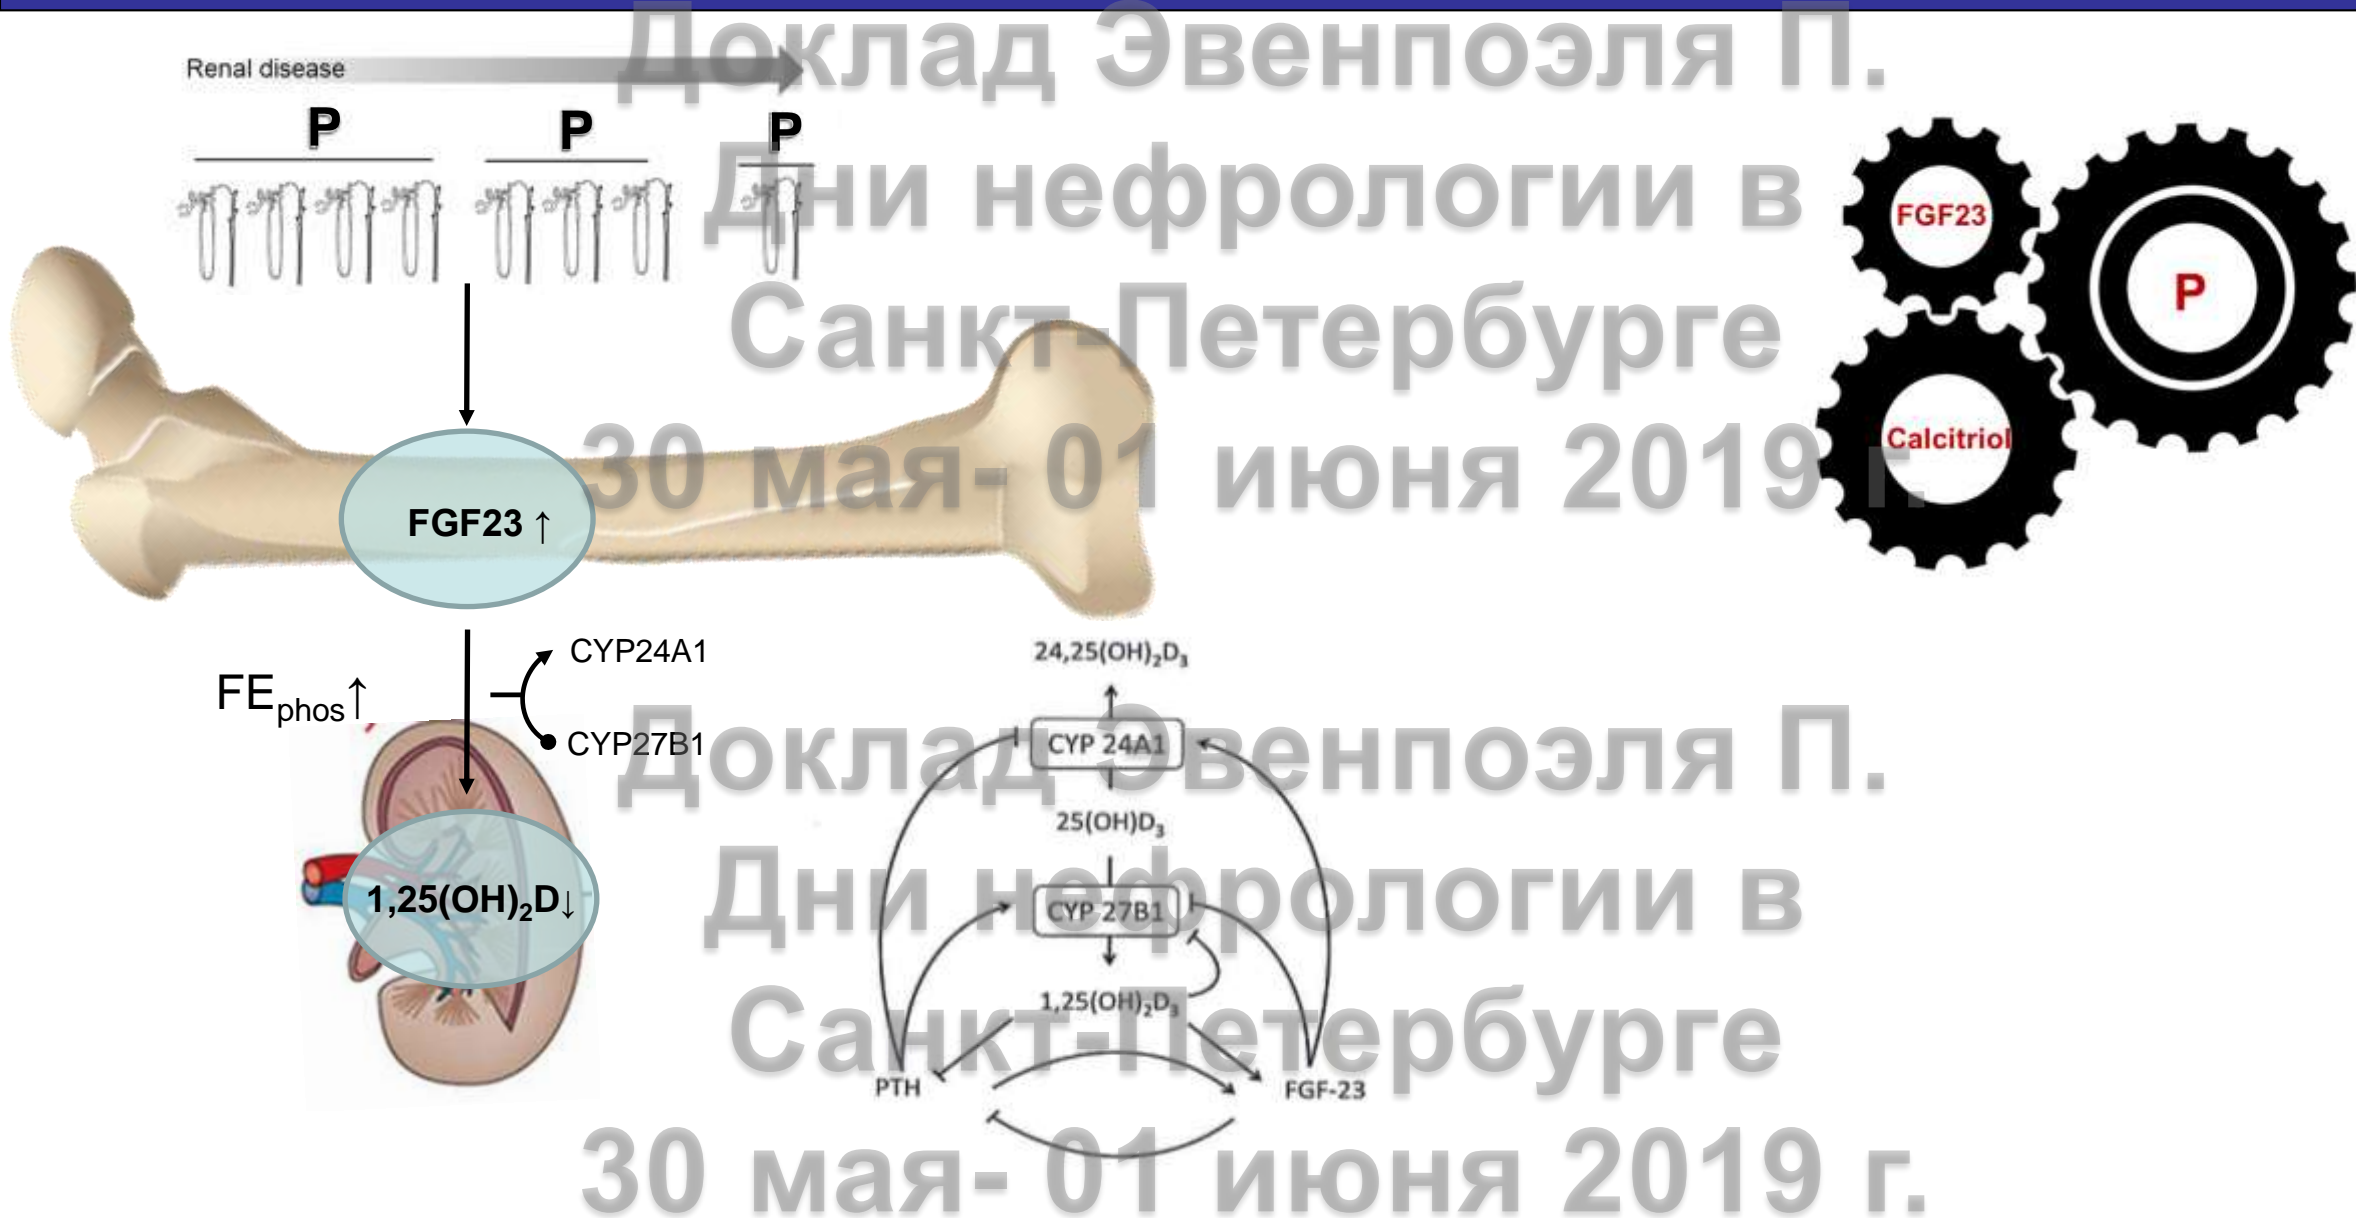 Доклад Эвенпоэля П.
Renal disease
P P P
Дни нефрологии в
FGF23
P
Санкт-Петербурге
Calcitriol
30 мая- 01 июня 2019 г.
FGF23 ↑
CYP24A1
FEphos↑
CYP27B1
1,25(OH)₂D↓
24,25(OH)₂D₃
Доклад Эвенпоэля П.
CYP 24A1
25(OH)D₃
Дни нефрологии в
CYP 27B1
1,25(OH)₂D₃
Санкт-Петербурге
PTH FGF-23
30 мая- 01 июня 2019 г.